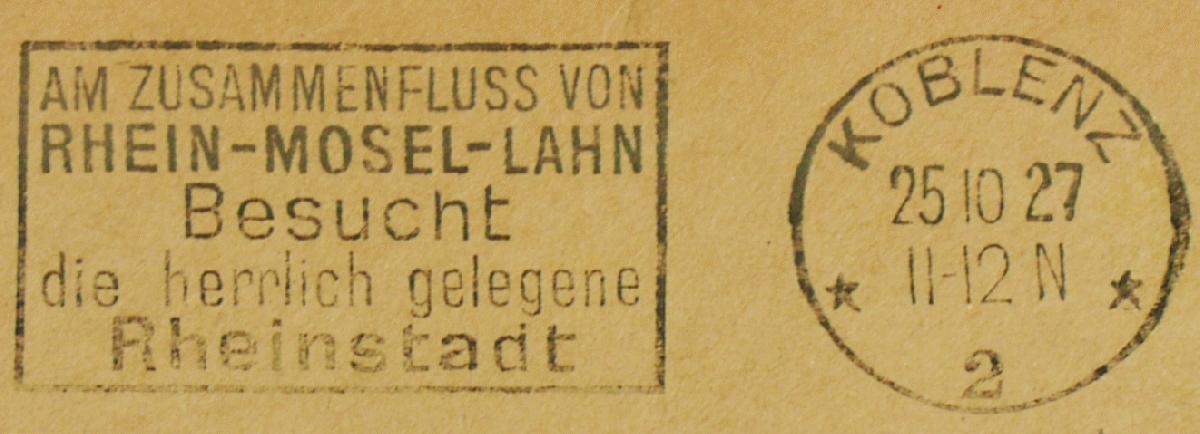 AM ZUSAMMENFLUSS VON
RHEIN-MOSEL-LAHN
Besucht
die herrlich gelegene
Rheinstadt
KOBLENZ
25 10 27
11-12 N
* *
2